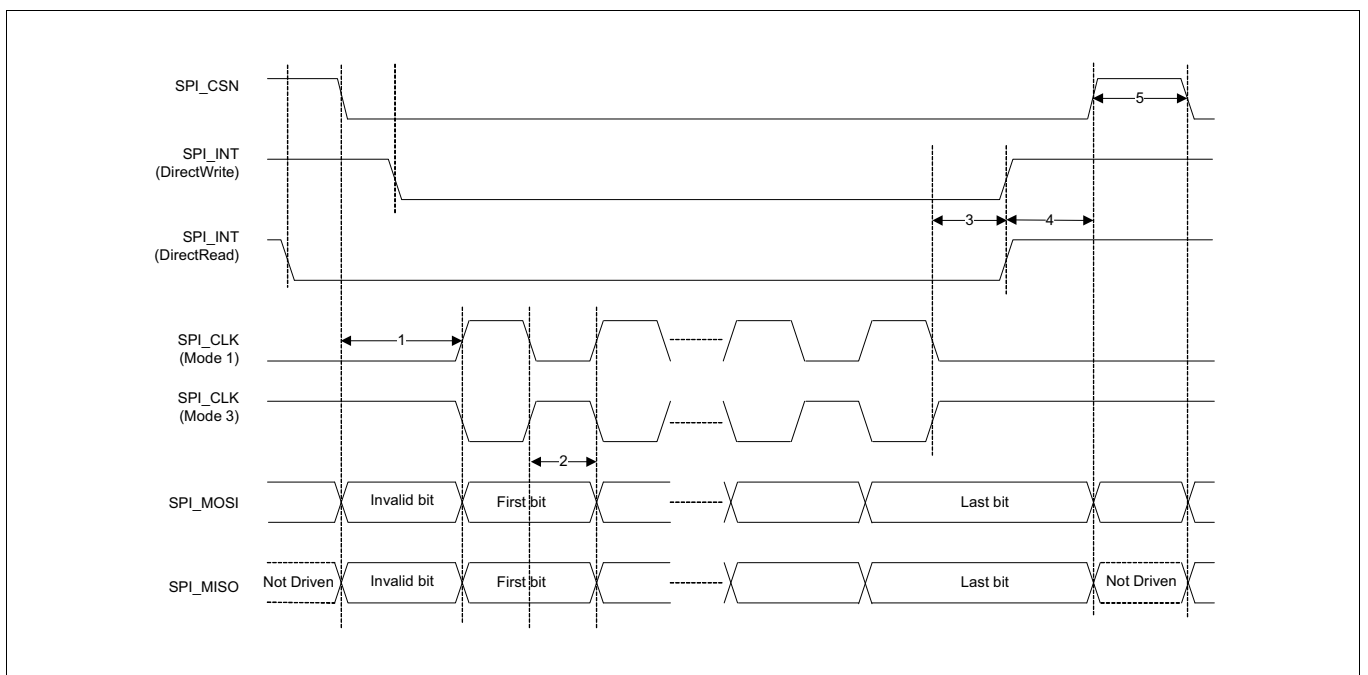 SPI_CSN
5
SPI_INT
(DirectWrite)
3
4
SPI_INT
(DirectRead)
1
SPI_CLK
(Mode 1)
SPI_CLK
(Mode 3)
2
SPI_MOSI
Invalid bit
First bit
Last bit
SPI_MISO
Not Driven
Invalid bit
First bit
Last bit
Not Driven